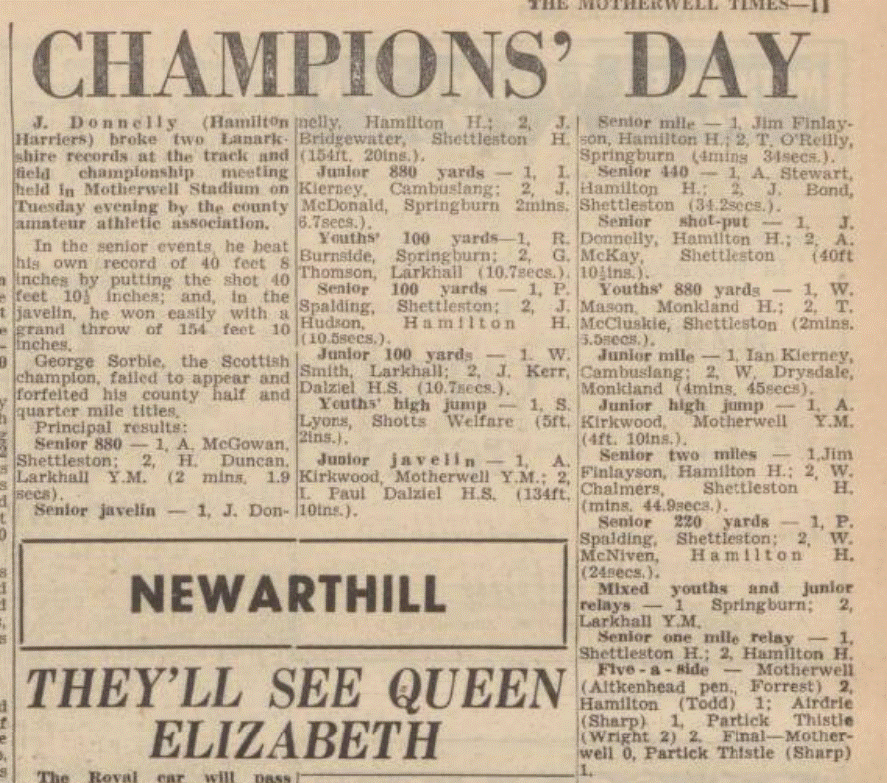 THE MOTHERWELL TIMES—11
CHAMPIONS' DAY
J. Donnelly (Hamilton
Harriers) broke two Lanark-
shire records at the track and
field championship meeting
held in Motherwell Stadium on
Tuesday evening by the county
amateur athletic association.
In the senior events, he beat
his own record of 40 feet 8
inches by putting the shot 40
feet 10½ inches; and, in the
javelin, he won easily with a
grand throw of 154 feet 10
inches.
George Sorbie, the Scottish
champion, failed to appear and
forfeited his county half and
quarter mile titles.
Principal results:
Senior 880 — 1, A. McGowan,
Shettleston; 2, H. Duncan,
Larkhall Y.M. (2 mins. 1.9
secs).
Senior javelin — 1, J. Don-
nelly, Hamilton H.; 2, J.
Bridgewater, Shettleston H.
(154ft. 20ins.).
Junior 880 yards — 1, I.
Kierney, Cambuslang; 2, J.
McDonald, Springburn 2mins.
6.7secs.).
Youths' 100 yards—1, R.
Burnside, Springburn; 2, G.
Thomson, Larkhall (10.7secs.).
Senior 100 yards — 1, P.
Spalding, Shettleston; 2, J.
Hudson, Hamilton H.
(10.5secs.).
Junior 100 yards — 1. W.
Smith, Larkhall; 2, J. Kerr,
Dalziel H.S. (10.7secs.).
Youths' high jump — 1, S.
Lyons, Shotts Welfare (5ft.
2ins.).
Junior javelin — 1, A.
Kirkwood, Motherwell Y.M.; 2,
I. Paul Dalziel H.S. (134ft.
10ins.).
Senior mile — 1, Jim Finlay-
son, Hamilton H.; 2, T. O'Reilly,
Springburn (4mins 34secs.).
Senior 440 — 1, A. Stewart,
Hamilton H.; 2, J. Bond,
Shettleston (34.2secs.).
Senior shot-put — 1, J.
Donnelly, Hamilton H.; 2, A.
McKay, Shettleston (40ft
10½ins.).
Youths' 880 yards — 1, W.
Mason, Monkland H.; 2, T.
McCluskie, Shettleston (2mins.
5.5secs.).
Junior mile — 1, Ian Kierney,
Cambuslang; 2, W, Drysdale,
Monkland (4mins. 45secs).
Junior high jump — 1, A.
Kirkwood, Motherwell Y.M.
(4ft. 10ins.).
Senior two miles — 1,Jim
Finlayson, Hamilton H.; 2, W.
Chalmers, Shettleston H.
(mins. 44.9secs.).
Senior 220 yards — 1, P.
Spalding, Shettleston; 2, W.
McNiven, Hamilton H.
(24secs.).
Mixed youths and junior
relays — 1 Springburn; 2,
Larkhall Y.M.
Senior one mile relay — 1,
Shettleston H.; 2, Hamilton H.
Five-a-side — Motherwell
(Aitkenhead pen., Forrest) 2,
Hamilton (Todd) 1; Airdrie
(Sharp) 1, Partick Thistle
(Wright 2) 2. Final—Mother-
well 0, Partick Thistle (Sharp)
1.
NEWARTHILL
THEY'LL SEE QUEEN
ELIZABETH
The Royal car will pass